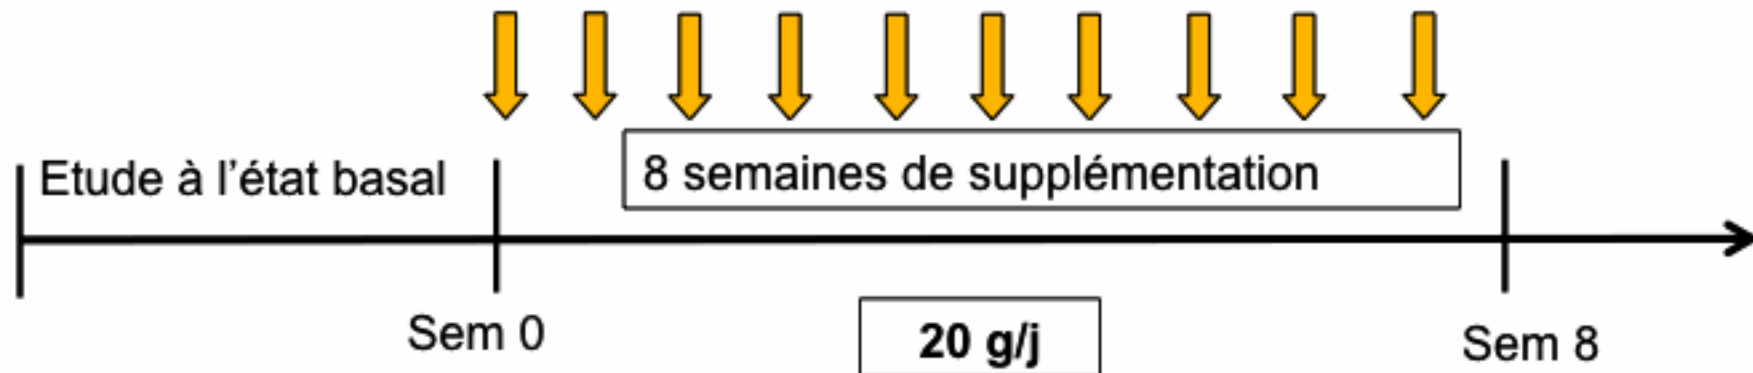 Etude à l'état basal
8 semaines de supplémentation
Sem 0
20 g/j
Sem 8